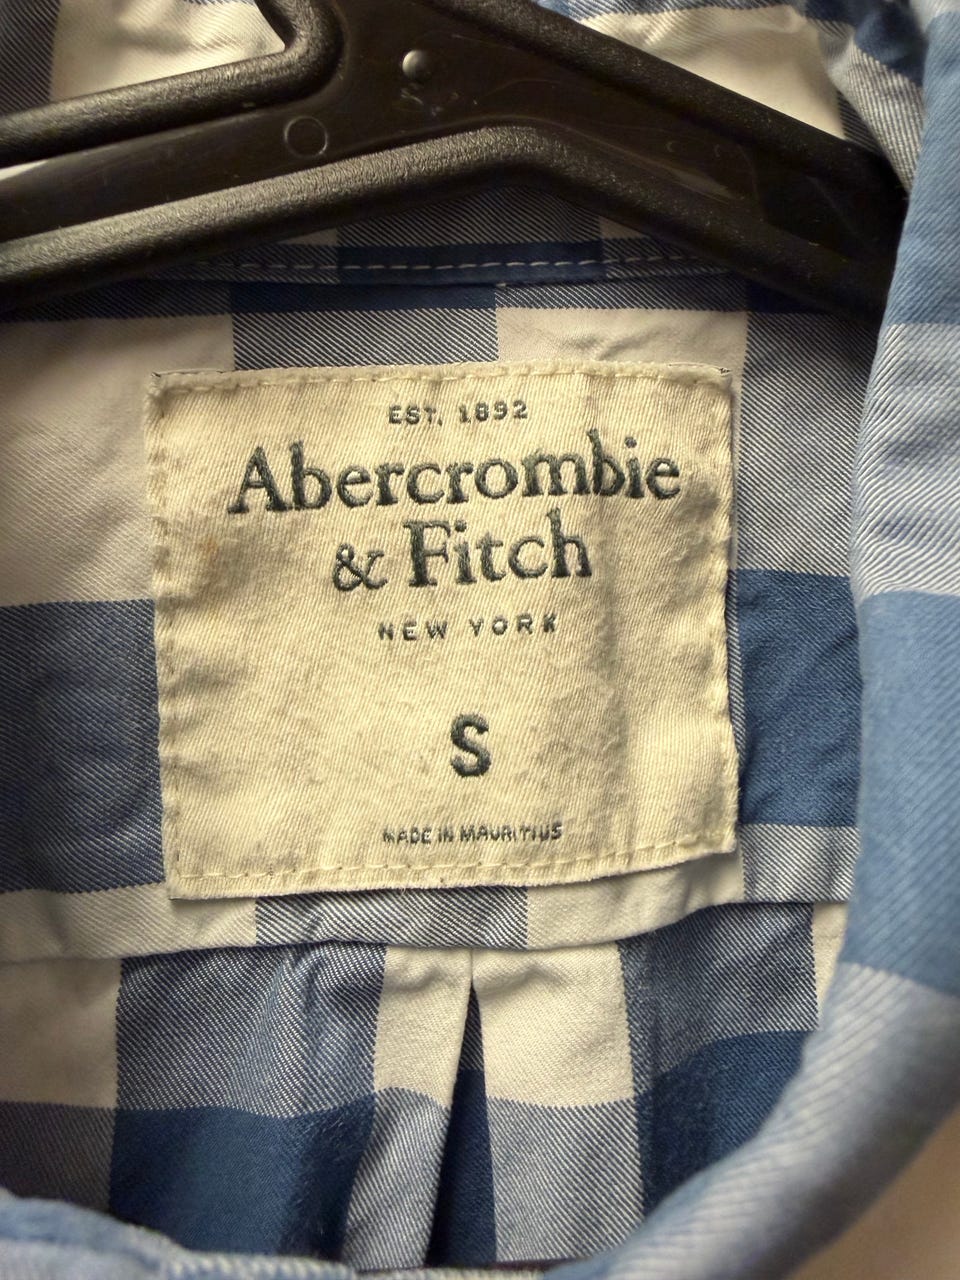 EST. 1892
Abercrombie
& Fitch
NEW YORK
S
MADE IN MAURITIUS